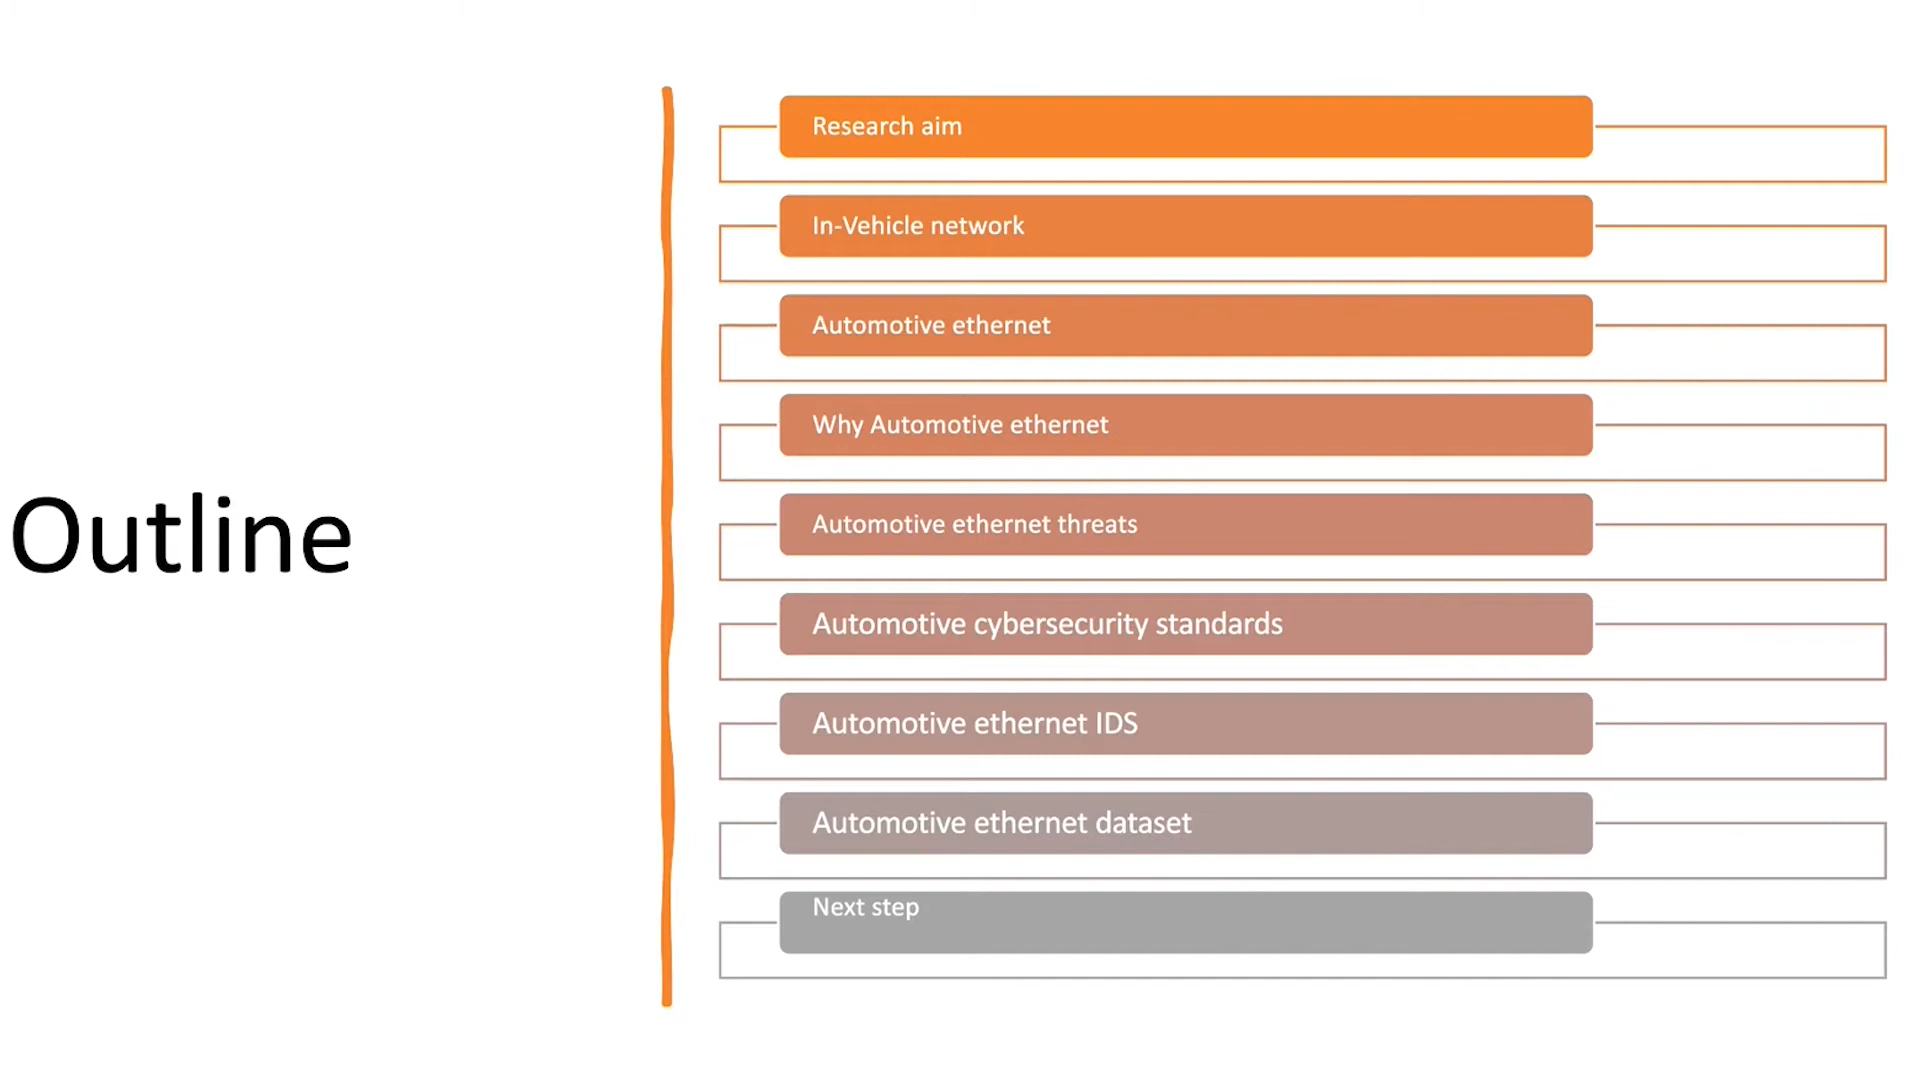 Outline
Research aim
In-Vehicle network
Automotive ethernet
Why Automotive ethernet
Automotive ethernet threats
Automotive cybersecurity standards
Automotive ethernet IDS
Automotive ethernet dataset
Next step